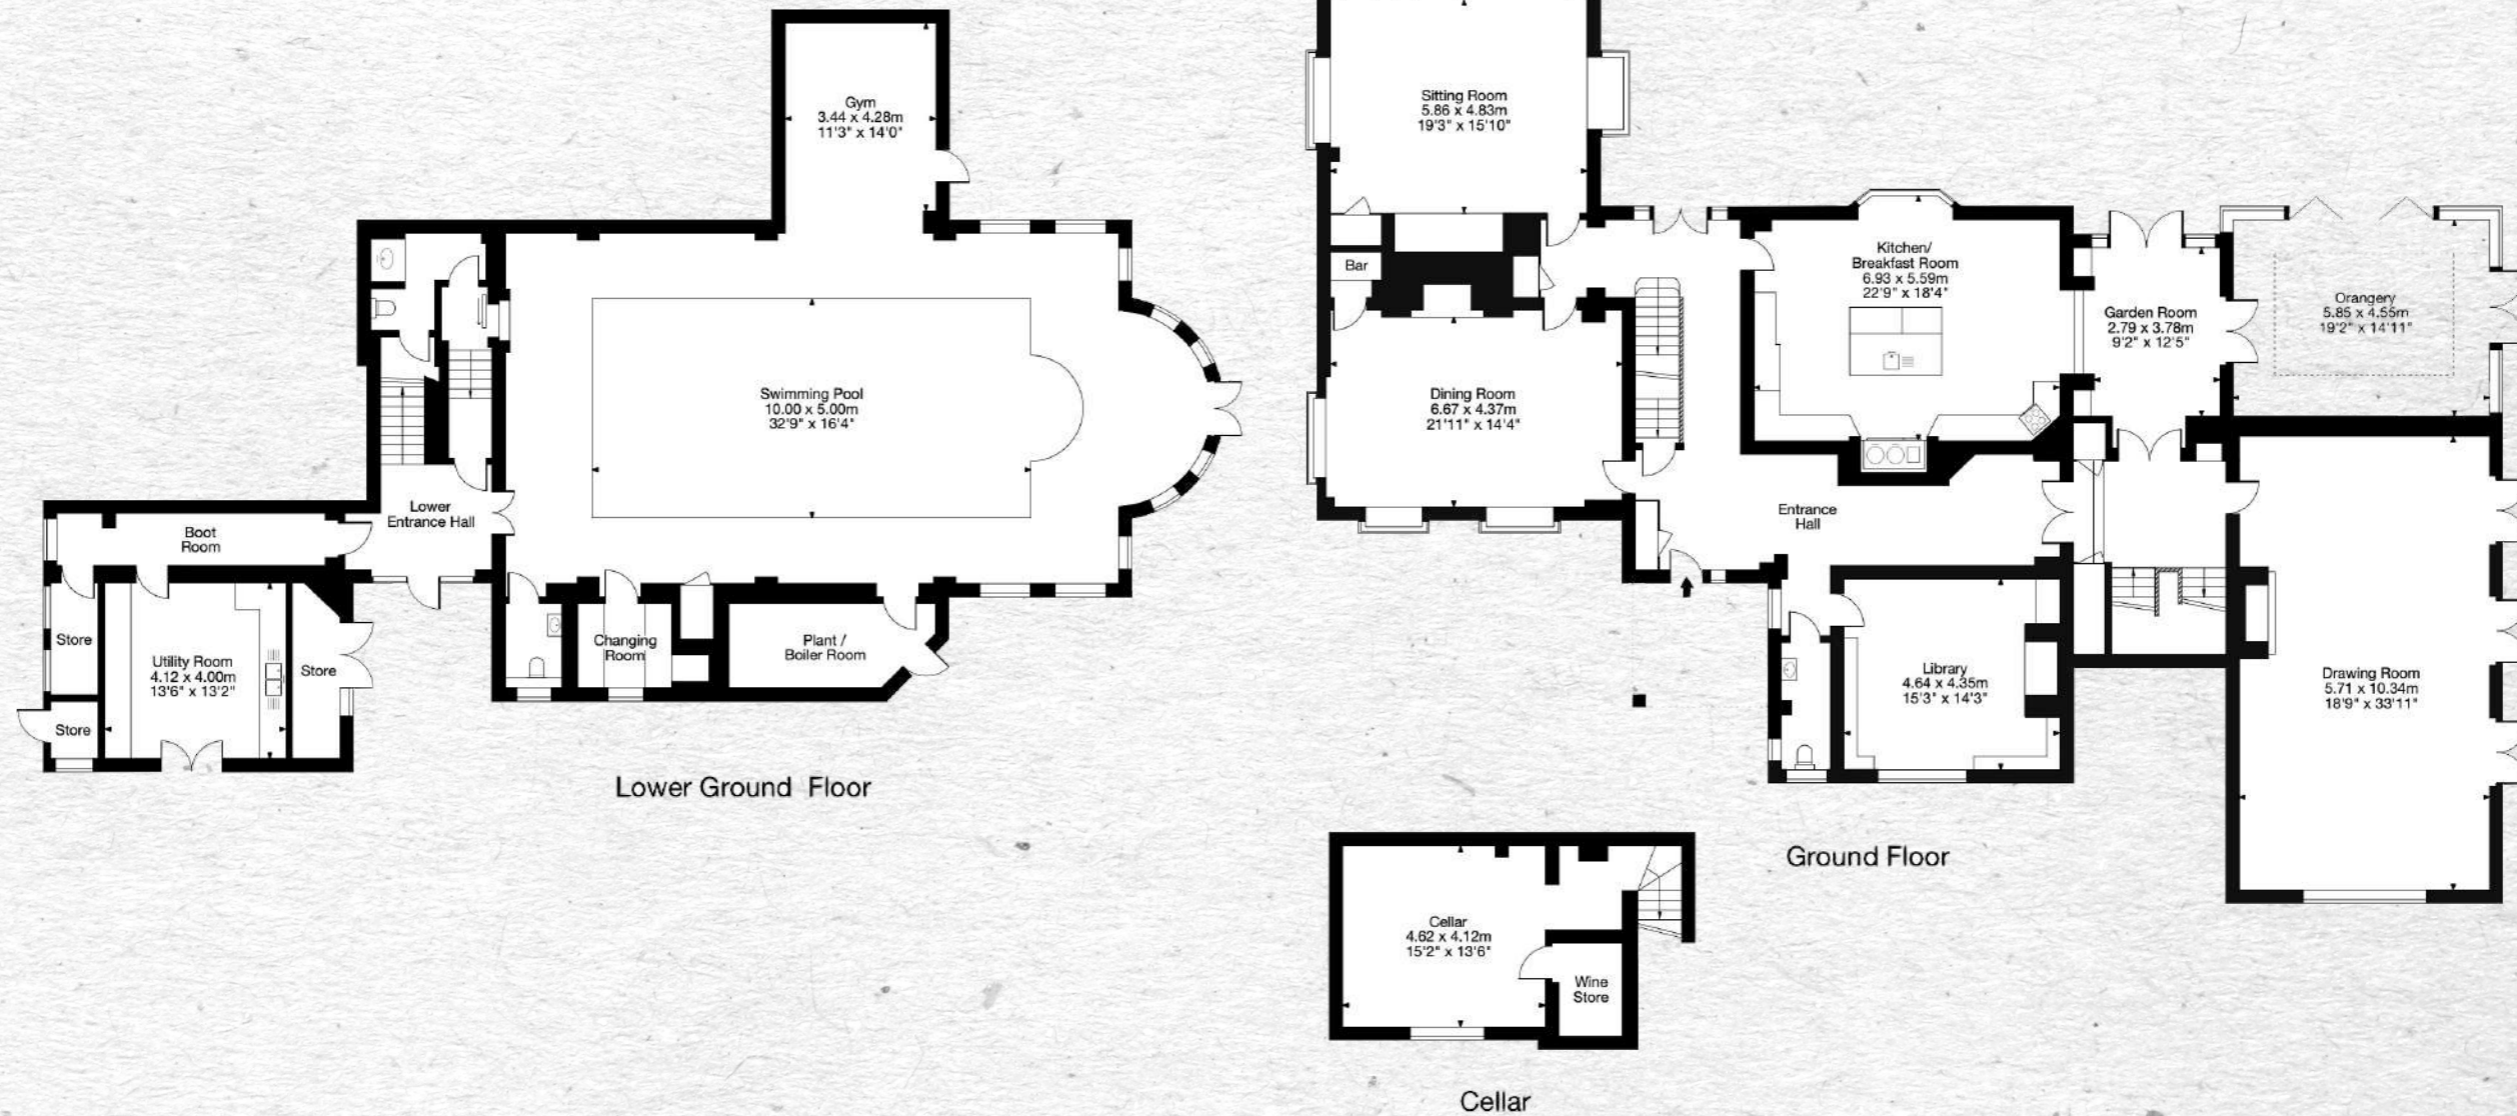 Gym
3.44 x 4.28m
11'3" x 14'0"
Swimming Pool
10.00 x 5.00m
32'9" x 16'4"
Lower
Entrance Hall
Boot
Room
Store
Utility Room
4.12 x 4.00m
13'6" x 13'2"
Store
Store
Changing
Room
Plant /
Boiler Room
Lower Ground Floor
Sitting Room
5.86 x 4.83m
19'3" x 15'10"
Bar
Kitchen/
Breakfast Room
6.93 x 5.59m
22'9" x 18'4"
Garden Room
2.79 x 3.78m
9'2" x 12'5"
Orangery
5.85 x 4.55m
19'2" x 14'11"
Dining Room
6.67 x 4.37m
21'11" x 14'4"
Entrance
Hall
Library
4.64 x 4.35m
15'3" x 14'3"
Drawing Room
5.71 x 10.34m
18'9" x 33'11"
Ground Floor
Cellar
4.62 x 4.12m
15'2" x 13'6"
Wine
Store
Cellar